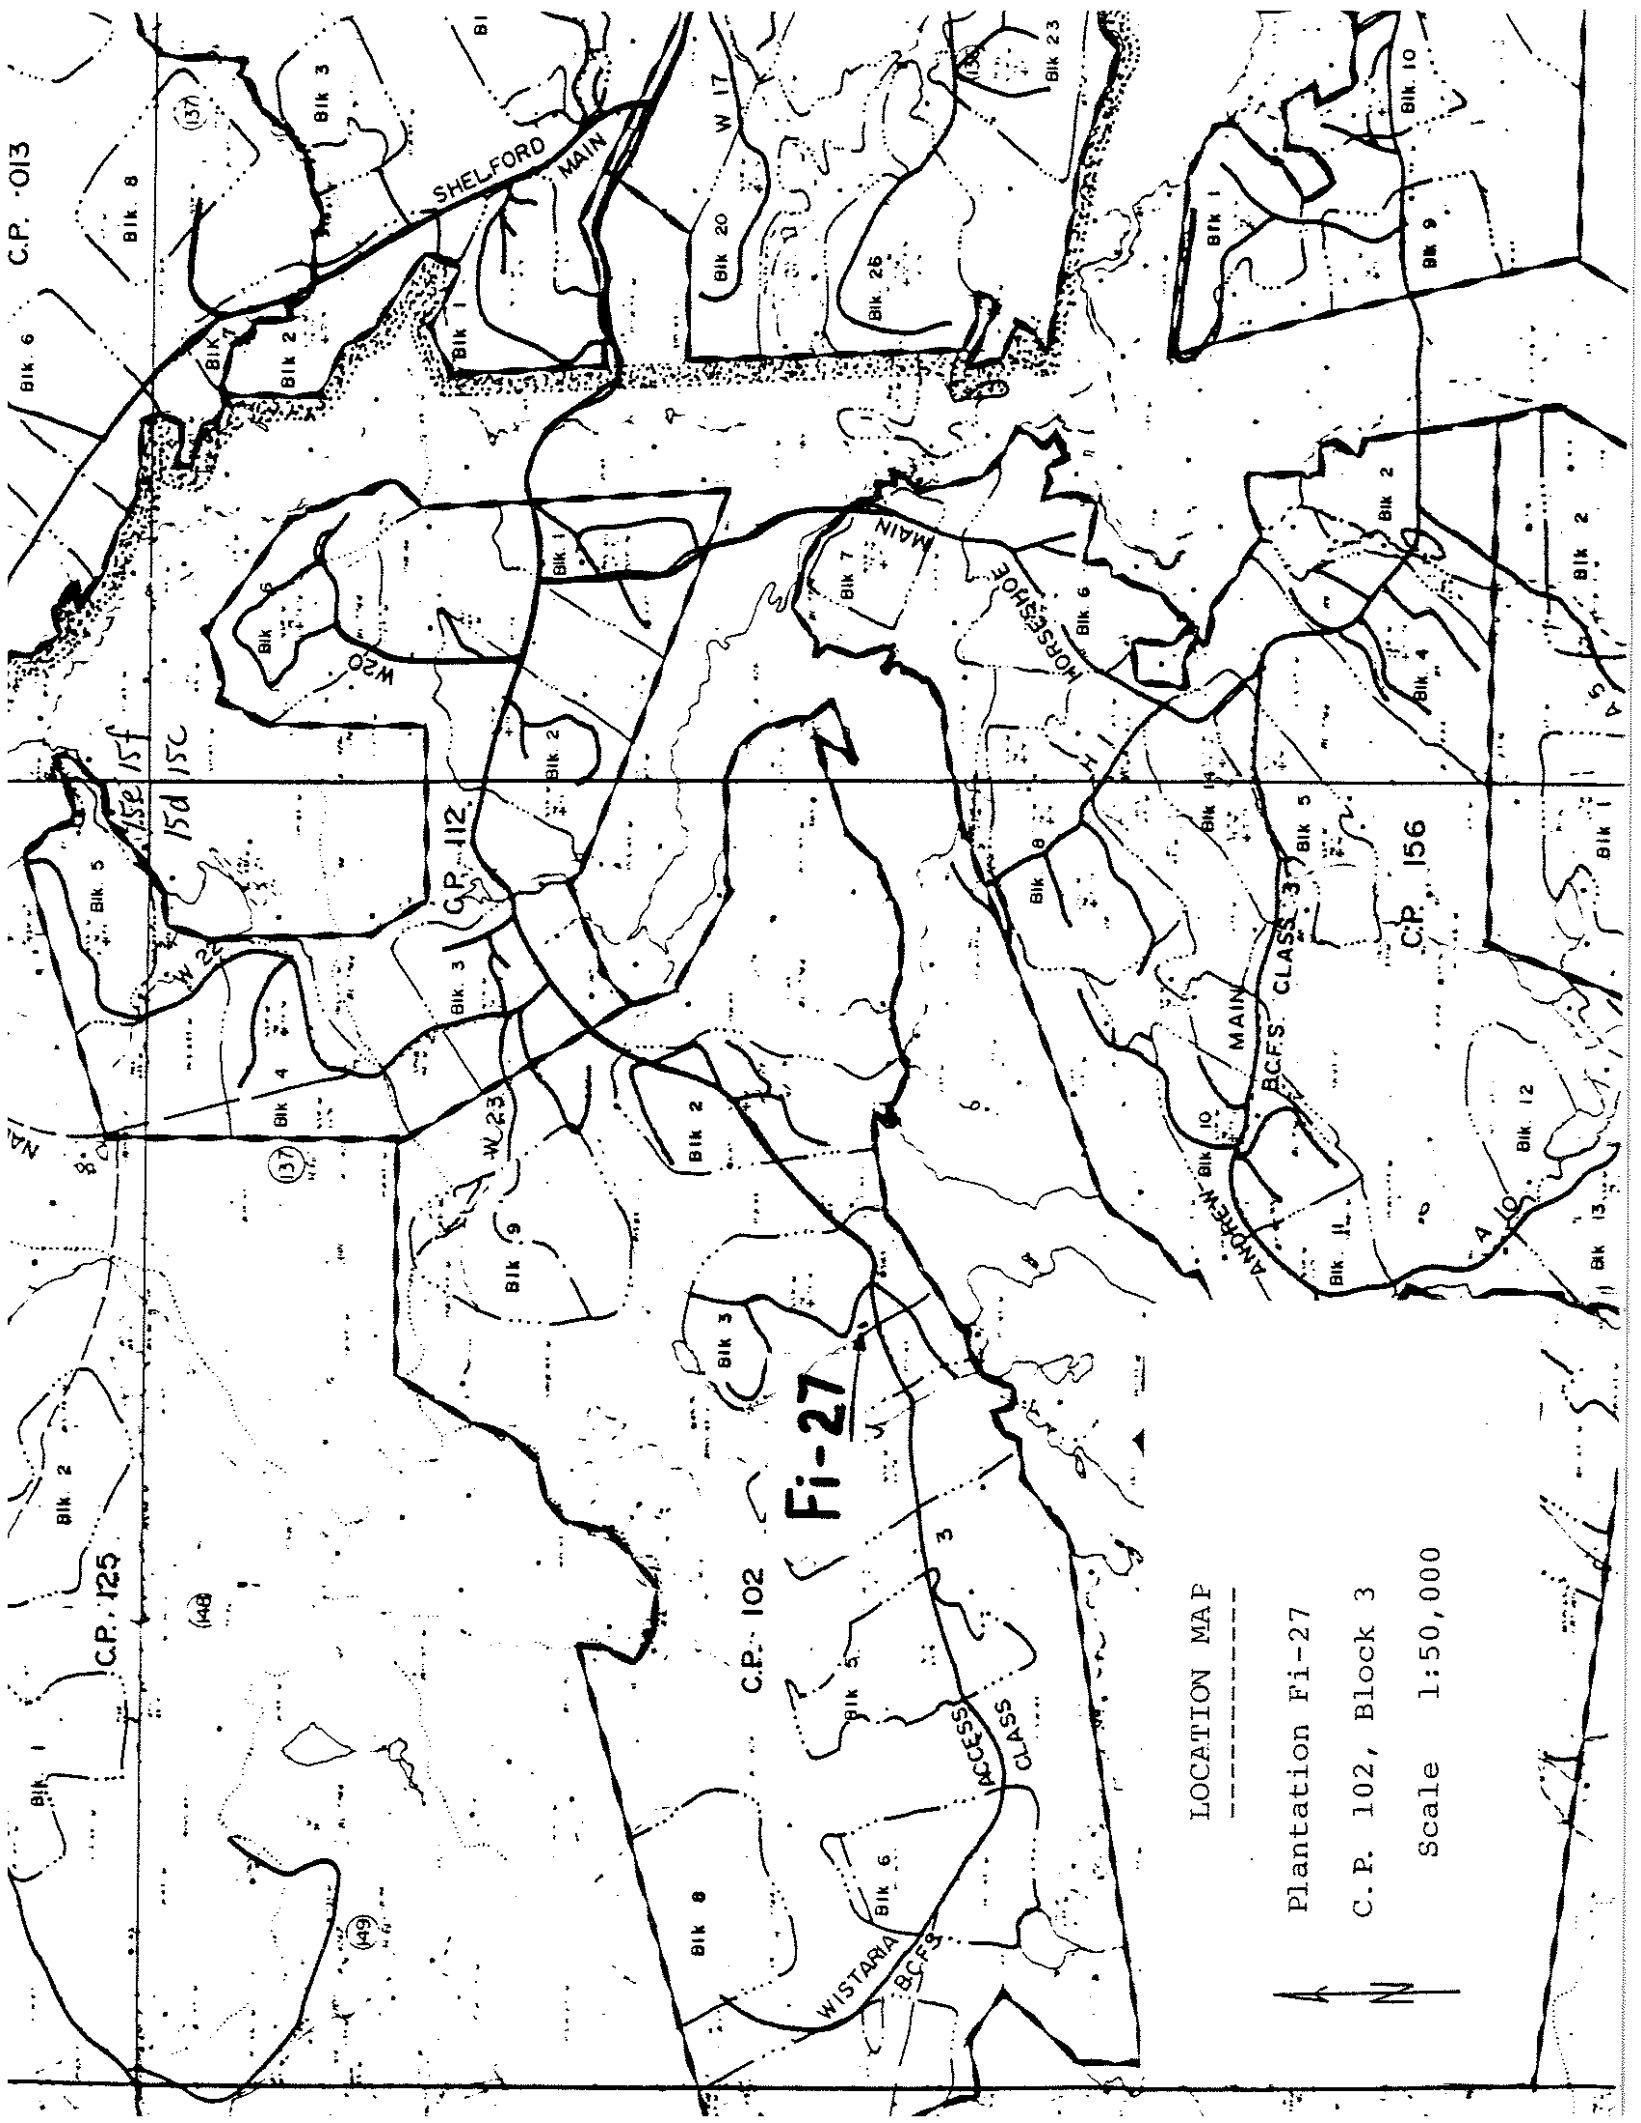 LOCATION MAP
Plantation Fi-27
C.P. 102, Block 3
Scale 1:50,000
N
Fi-27
C.P. 102
Blk 8
Blk 6
Blk 5
Blk 3
Blk 9
Blk 2
WISTARIA
ACCESS
B.C.F.S.
CLASS
3
W 23
C.P. 125
Blk 1
Blk 2
148
149
137
C.P. 112
Blk 5
Blk 4
Blk 3
Blk 2
Blk 1
Blk 6
W 22
W20
15e
15f
15d
15c
C.P. 013
Blk 6
Blk 8
Blk 3
Blk 7
Blk 2
Blk 1
137
SHELFORD
MAIN
W 17
Blk 20
Blk 26
Blk 23
Blk 1
Blk 9
Blk 10
HORSESHOE
MAIN
Blk 7
Blk 6
Blk 8
H 1
Blk 14
Blk 10
Blk 11
Blk 12
Blk 13
ANDREW
MAIN
B.C.F.S.
CLASS 3
A 10
C.P. 156
Blk 5
Blk 4
Blk 2
Blk 2
Blk 1
A 5